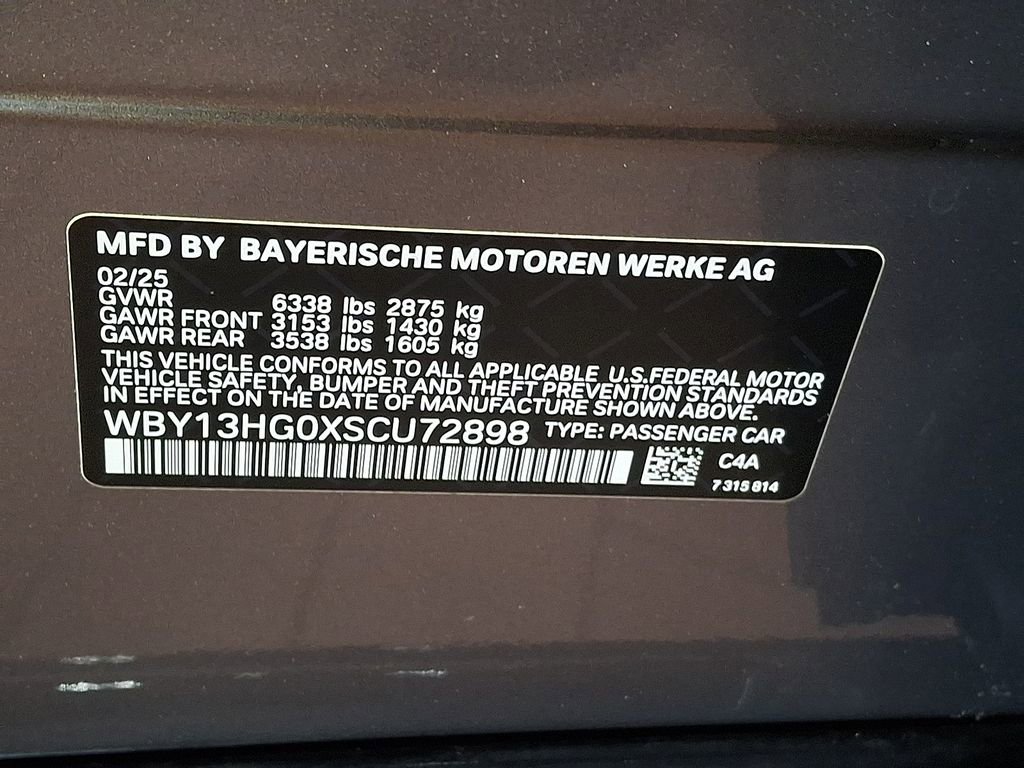 MFD BY BAYERISCHE MOTOREN WERKE AG
02/25
GVWR 6338 lbs 2875 kg
GAWR FRONT 3153 lbs 1430 kg
GAWR REAR 3538 lbs 1605 kg
THIS VEHICLE CONFORMS TO ALL APPLICABLE U.S.FEDERAL MOTOR
VEHICLE SAFETY, BUMPER AND THEFT PREVENTION STANDARDS
IN EFFECT ON THE DATE OF MANUFACTURE SHOWN ABOVE.
WBY13HG0XSCU72898 TYPE: PASSENGER CAR
C4A
7 315 814